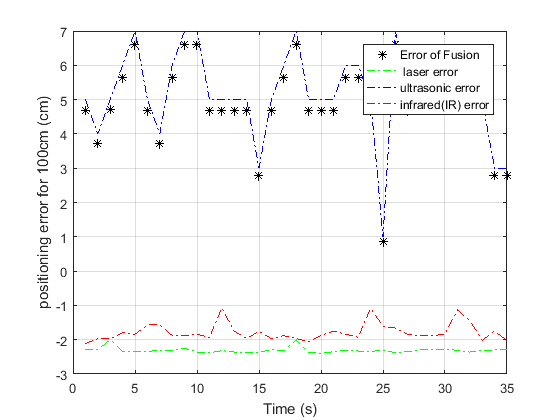 7
6
5
4
3
2
1
0
-1
-2
-3
positioning error for 100cm (cm)
Error of Fusion
laser error
ultrasonic error
infrared(IR) error
0 5 10 15 20 25 30 35
Time (s)